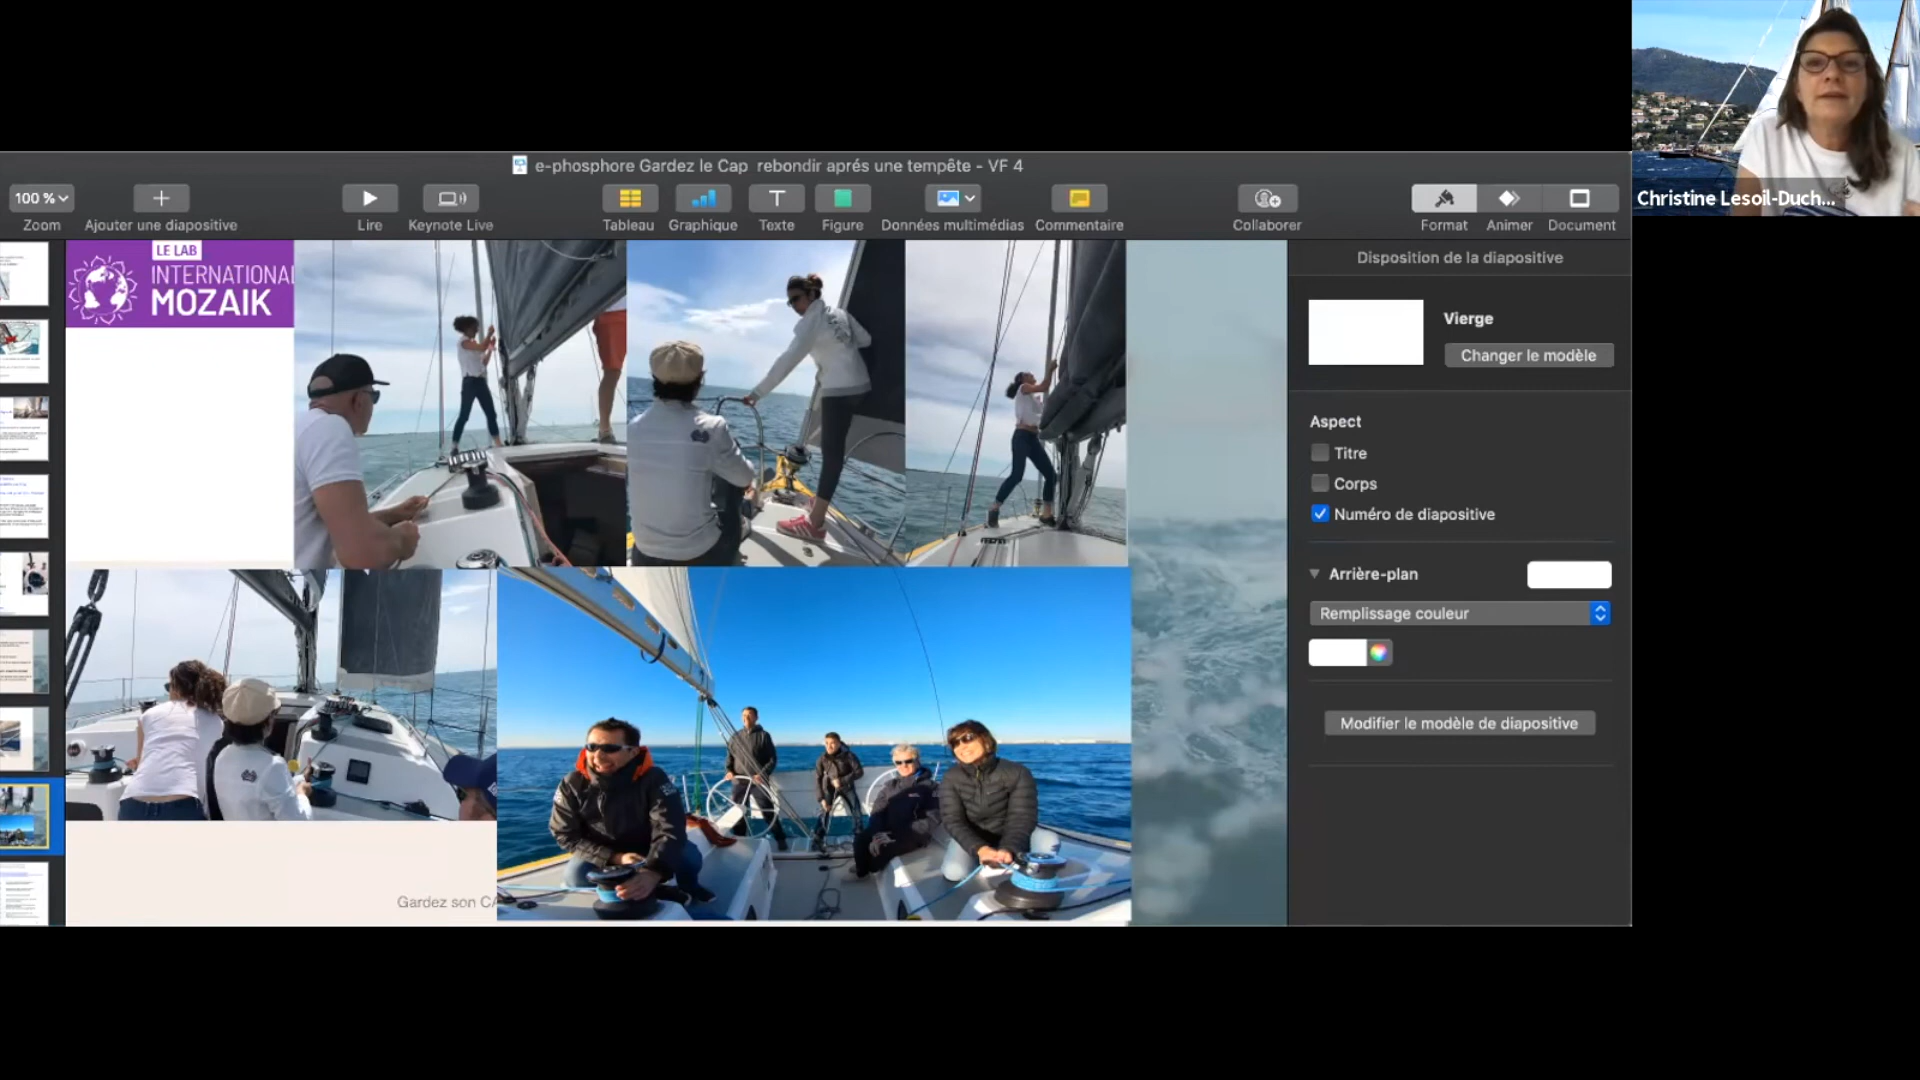 e-phosphore Gardez le Cap  rebondir aprés une tempête - VF 4
100 %
Zoom
Ajouter une diapositive
Lire
Keynote Live
Tableau
Graphique
Texte
Figure
Données multimédias
Commentaire
Collaborer
Format
Animer
Document
Christine Lesoil-Duch...
LE LAB
INTERNATIONAL
MOZAIK
Gardez son CA
Disposition de la diapositive
Vierge
Changer le modèle
Aspect
Titre
Corps
Numéro de diapositive
Arrière-plan
Remplissage couleur
Modifier le modèle de diapositive